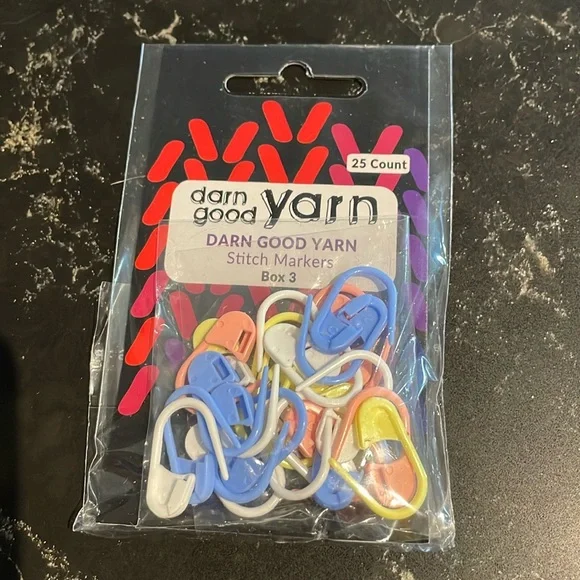 25 Count
darn
good yarn
DARN GOOD YARN
Stitch Markers
Box 3